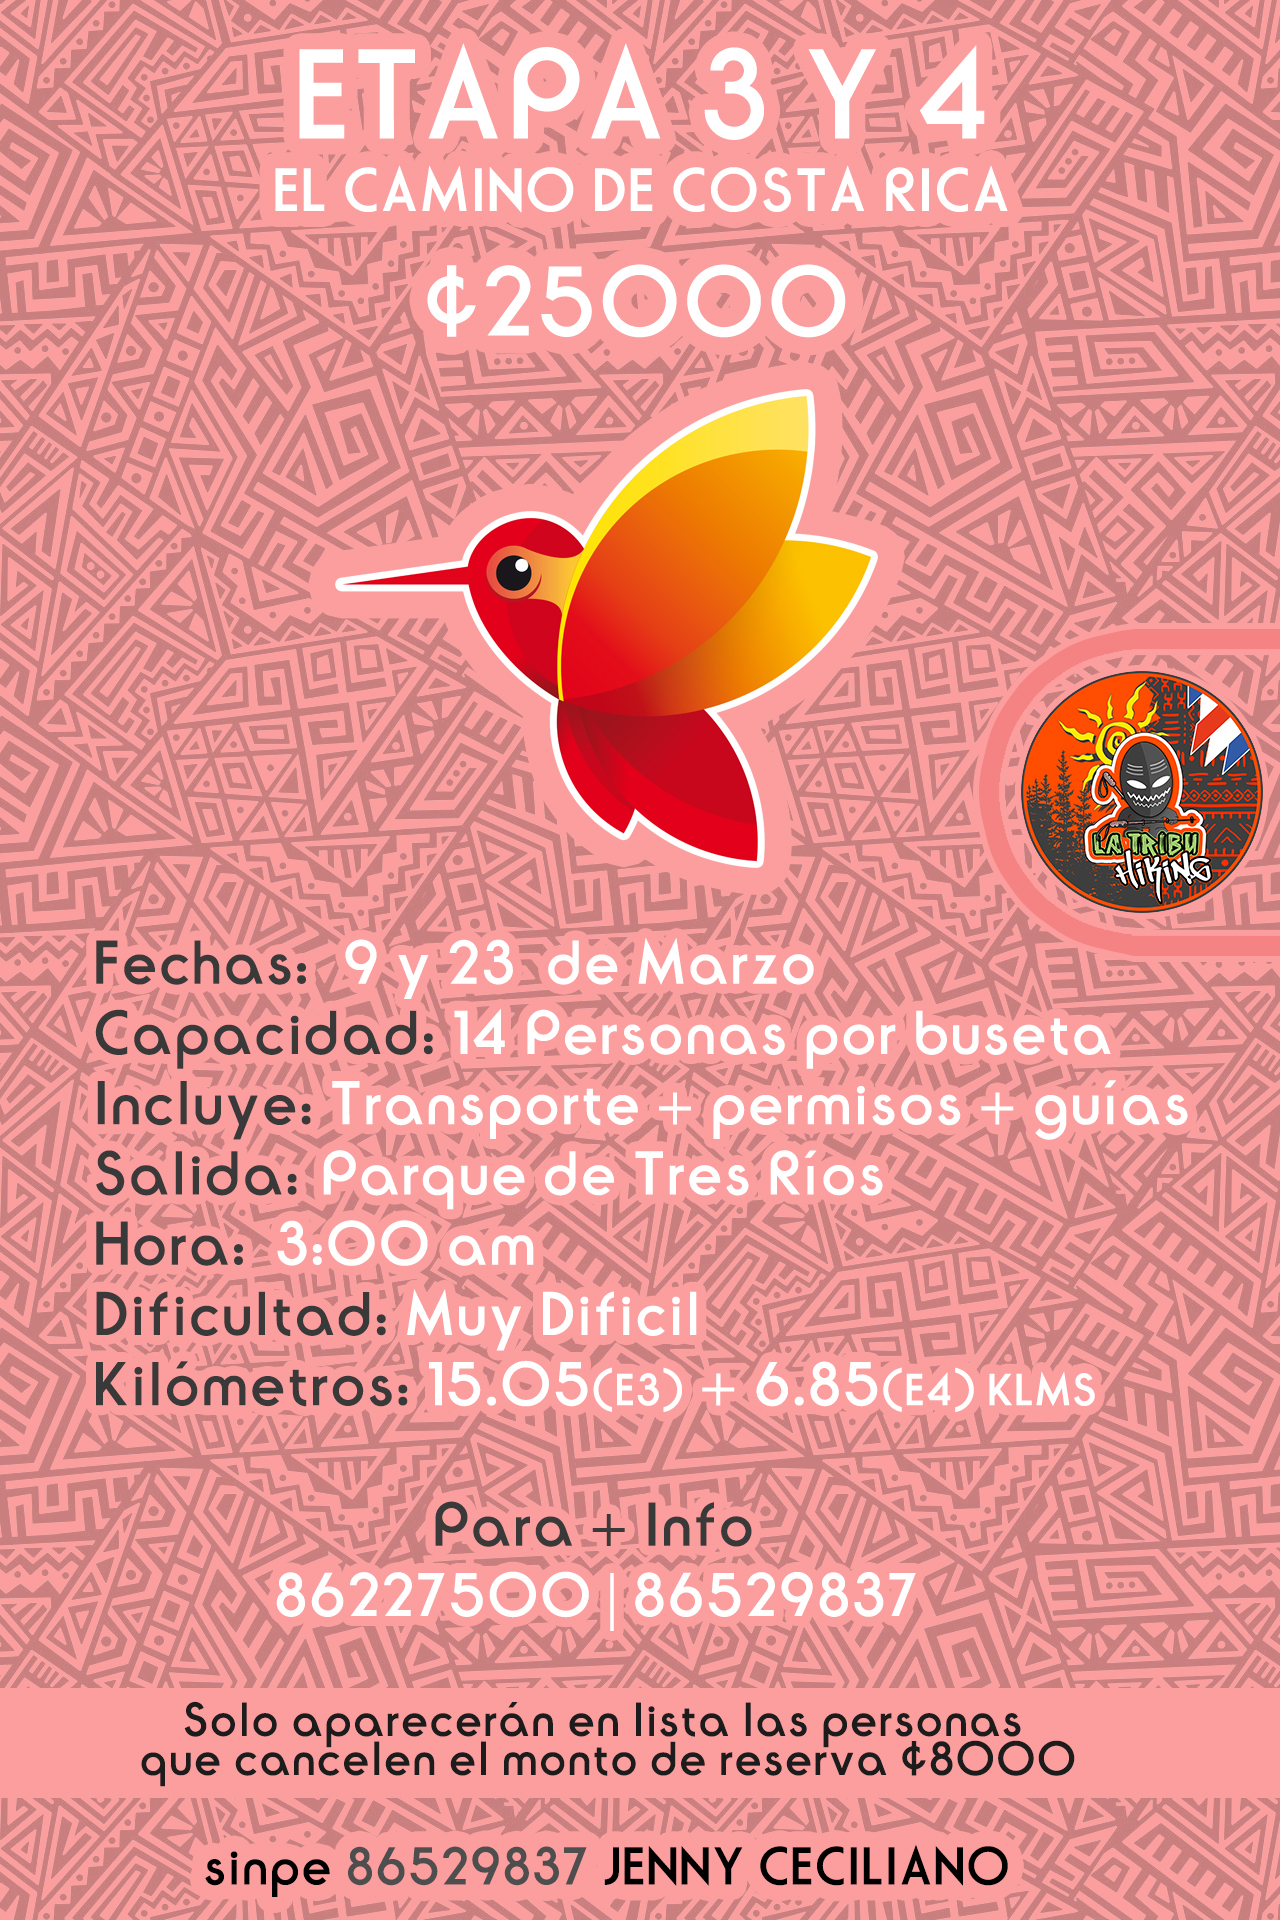 ETAPA 3 Y 4
EL CAMINO DE COSTA RICA
¢25000
LA TRIBU
HIKING
Fechas: 9 y 23 de Marzo
Capacidad: 14 Personas por buseta
Incluye: Transporte + permisos + guías
Salida: Parque de Tres Ríos
Hora: 3:00 am
Dificultad: Muy Dificil
Kilómetros: 15.05(E3) + 6.85(E4) KLMS
Para + Info
86227500 | 86529837
Solo aparecerán en lista las personas
que cancelen el monto de reserva ¢8000
sinpe 86529837 JENNY CECILIANO